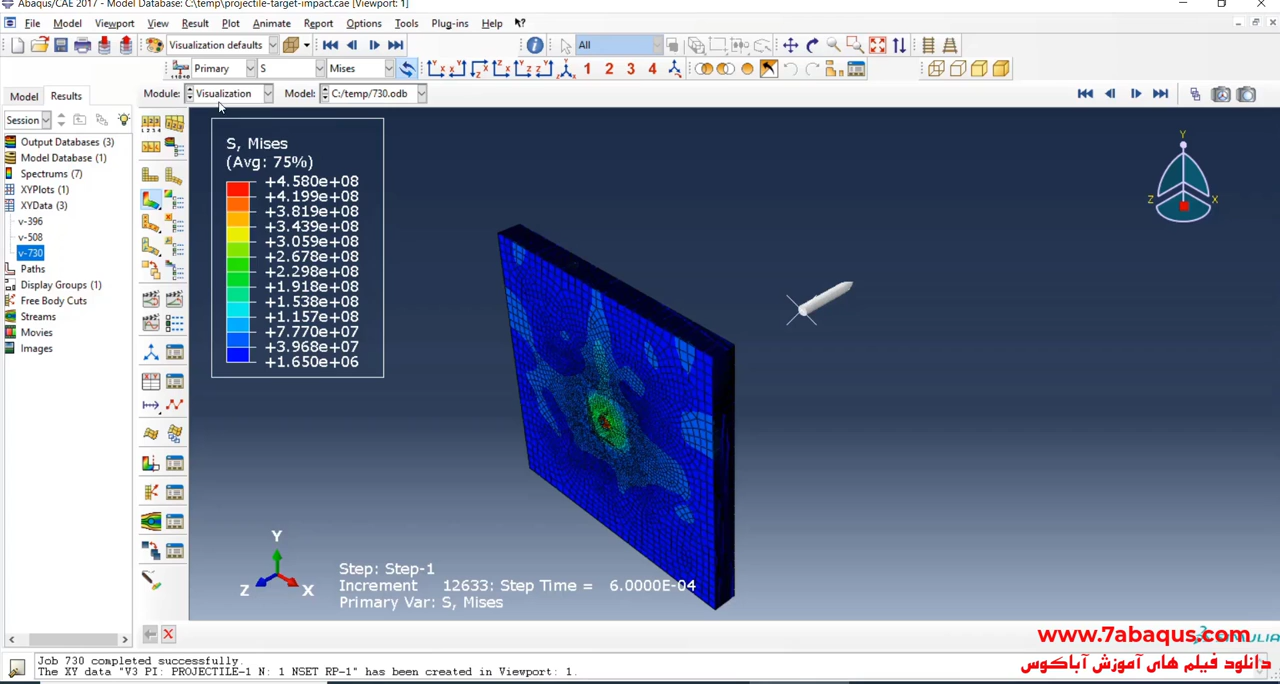 Abaqus/CAE 2017 - Model Database: C:\temp\projectile-target-impact.cae [Viewport: 1]
File Model Viewport View Result Plot Animate Report Options Tools Plug-ins Help
Visualization defaults
All
Primary S Mises
1 2 3 4
Model Results
Module: Visualization Model: C:/temp/730.odb
Session
Output Databases (3)
Model Database (1)
Spectrums (7)
XYPlots (1)
XYData (3)
v-396
v-508
v-730
Paths
Display Groups (1)
Free Body Cuts
Streams
Movies
Images
S, Mises
(Avg: 75%)
+4.580e+08
+4.199e+08
+3.819e+08
+3.439e+08
+3.059e+08
+2.678e+08
+2.298e+08
+1.918e+08
+1.538e+08
+1.157e+08
+7.770e+07
+3.968e+07
+1.650e+06
Y
Z X
Y
Z X
Step: Step-1
Increment 12633: Step Time = 6.0000E-04
Primary Var: S, Mises
www.7abaqus.com
دانلود فیلم های آموزش آباکوس
Job 730 completed successfully.
The XY data "V3 PI: PROJECTILE-1 N: 1 NSET RP-1" has been created in Viewport: 1.